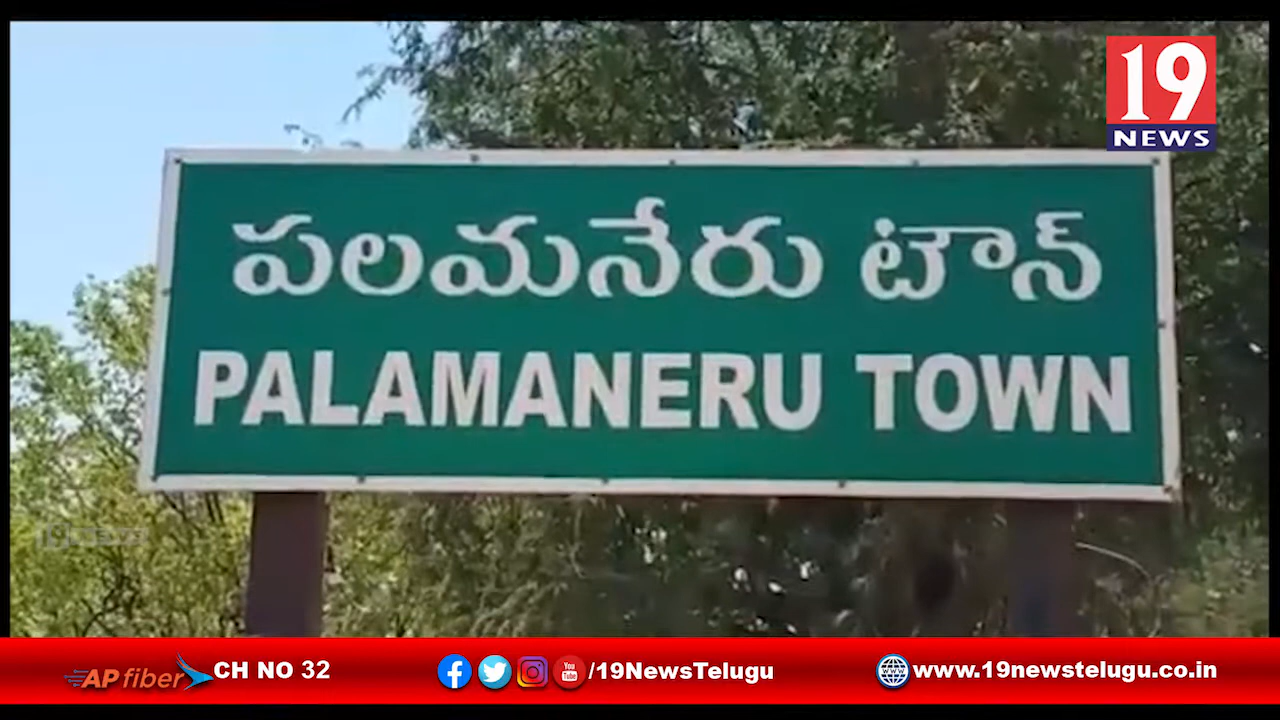 19
NEWS
పలమనేరు టౌన్
PALAMANERU TOWN
AP fiber CH NO 32
/19NewsTelugu
www.19newstelugu.co.in